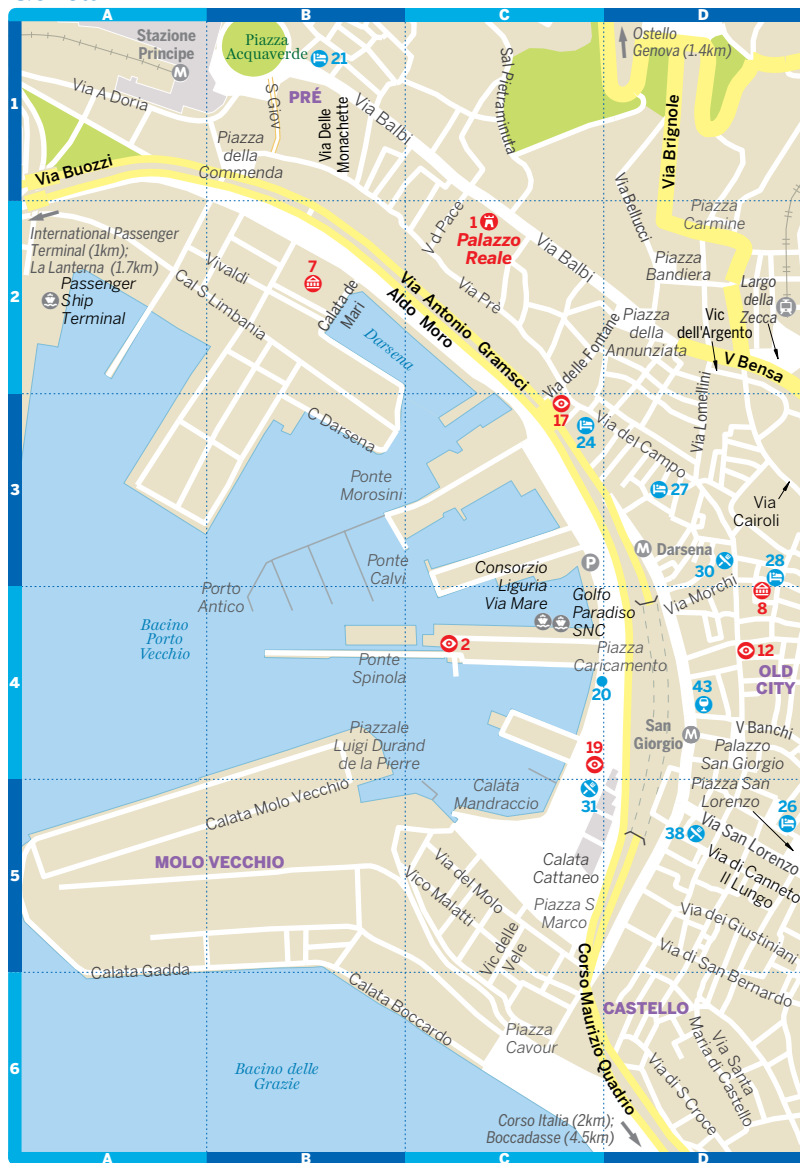 A B C D
Stazione
Principe
M
Piazza
Acquaverde
21
Ostello
Genova (1.4km)
PRÉ
Via A Doria
S Giov
Via Delle
Monachette
Via Balbi
Sal Pietraminuta
1
Piazza
della
Commenda
Via Buozzi
Via Brignole
International Passenger
Terminal (1km);
La Lanterna (1.7km)
Passenger
Ship
Terminal
Vivaldi
Cal S Limbania
7
Calata de
Mari
V d Pace
1
Palazzo
Reale
Via Balbi
Via Prè
Via Bellucci
Piazza
Carmine
Piazza
Bandiera
Largo
della
Zecca
Vic
dell'Argento
Piazza
della
Annunziata
V Bensa
2
Darsena
Via Antonio Gramsci
Aldo Moro
Via delle Fontane
17
24
Via del Campo
Via Lomellini
C Darsena
Ponte
Morosini
3
27
Via
Cairoli
Ponte
Calvi
Consorzio
Liguria
Via Mare
P
M
Darsena
30
28
Porto
Antico
Golfo
Paradiso
SNC
Via Morchi
8
Bacino
Porto
Vecchio
2
12
Ponte
Spinola
Piazza
Caricamento
OLD
CITY
4
20
43
Piazzale
Luigi Durand
de la Pierre
19
San
Giorgio
M
V Banchi
Palazzo
San Giorgio
Calata Molo Vecchio
Calata
Mandraccio
31
Piazza San
Lorenzo
26
38
Via San Lorenzo
MOLO VECCHIO
Via del Molo
Calata
Cattaneo
Via di Canneto
Il Lungo
5
Vico Malatti
Piazza S
Marco
Via dei Giustiniani
Vic delle
Vele
Via di San Bernardo
Calata Gadda
Calata Boccardo
Corso Maurizio Quadrio
CASTELLO
Piazza
Cavour
Via Santa
Maria di Castello
6
Bacino delle
Grazie
Via di S Croce
Corso Italia (2km);
Boccadasse (4.5km)
A B C D